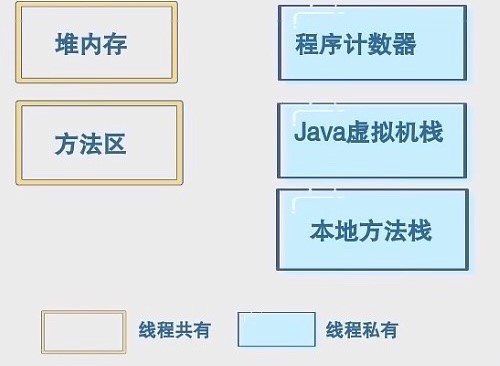 堆内存
程序计数器
方法区
Java虚拟机栈
本地方法栈
线程共有
线程私有